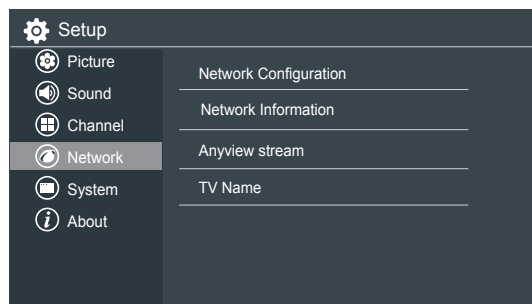 Setup
Picture
Sound
Channel
Network
System
About
Network Configuration
Network Information
Anyview stream
TV Name